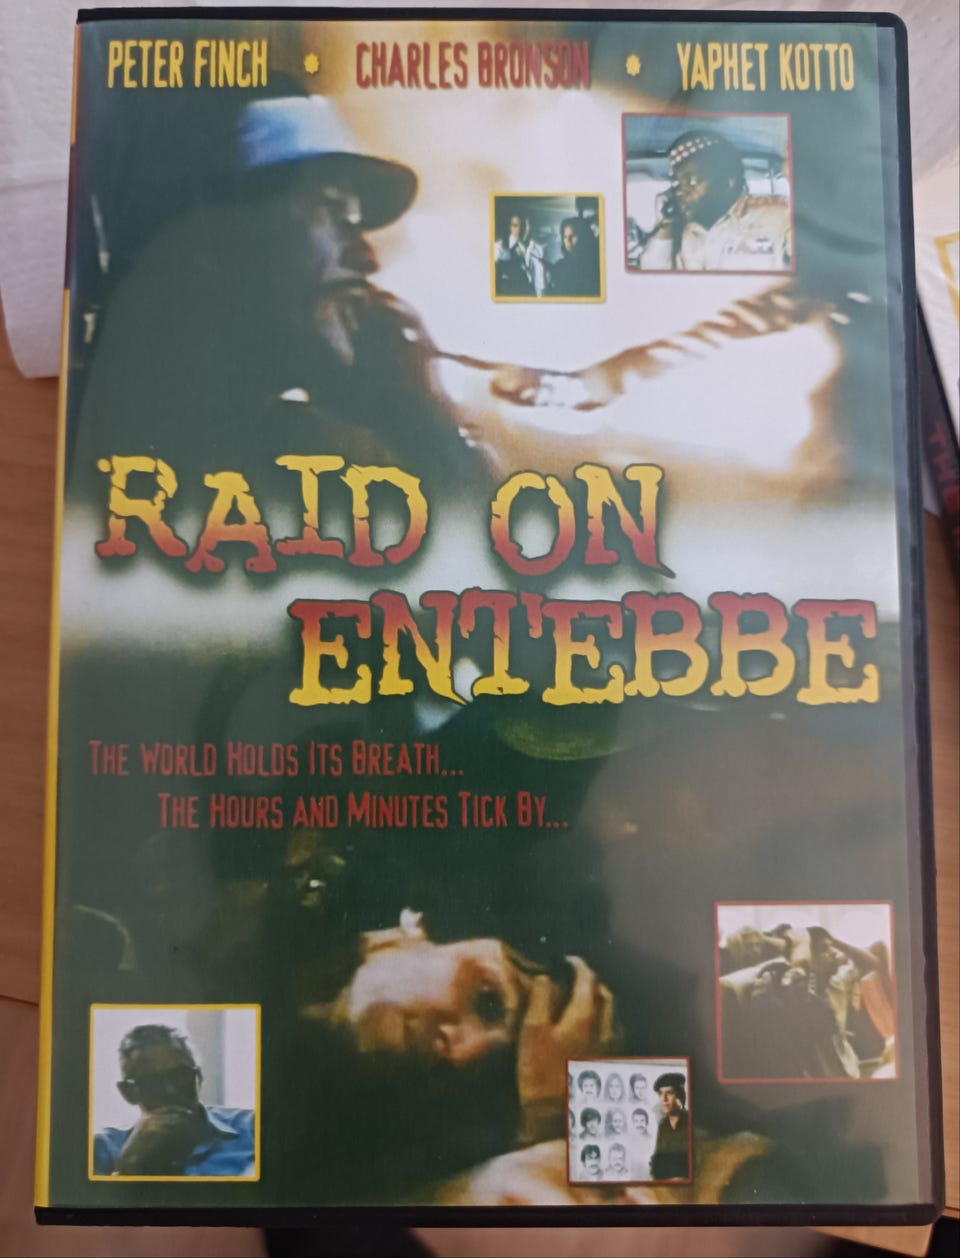 PETER FINCH * CHARLES BRONSON * YAPHET KOTTO
RAID ON
ENTEBBE
THE WORLD HOLDS ITS BREATH...
THE HOURS AND MINUTES TICK BY...
THE